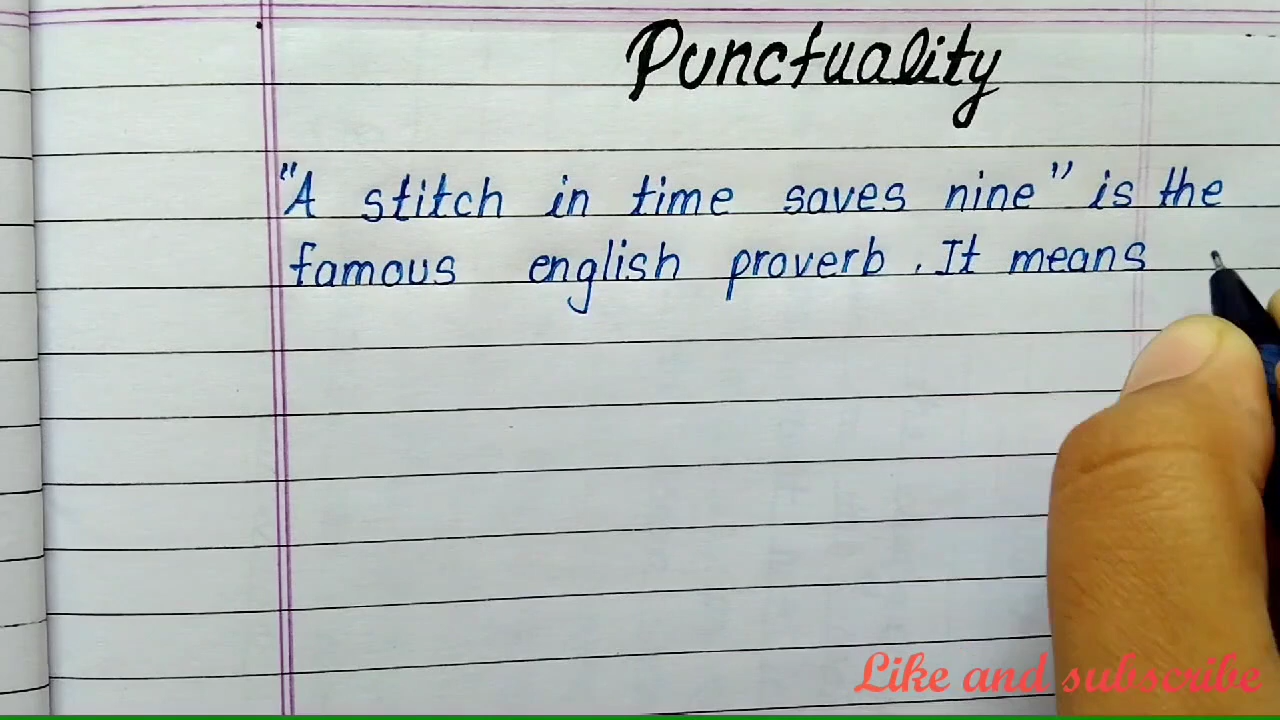 Punctuality
"A stitch in time saves nine" is the
famous english proverb. It means
Like and subscribe